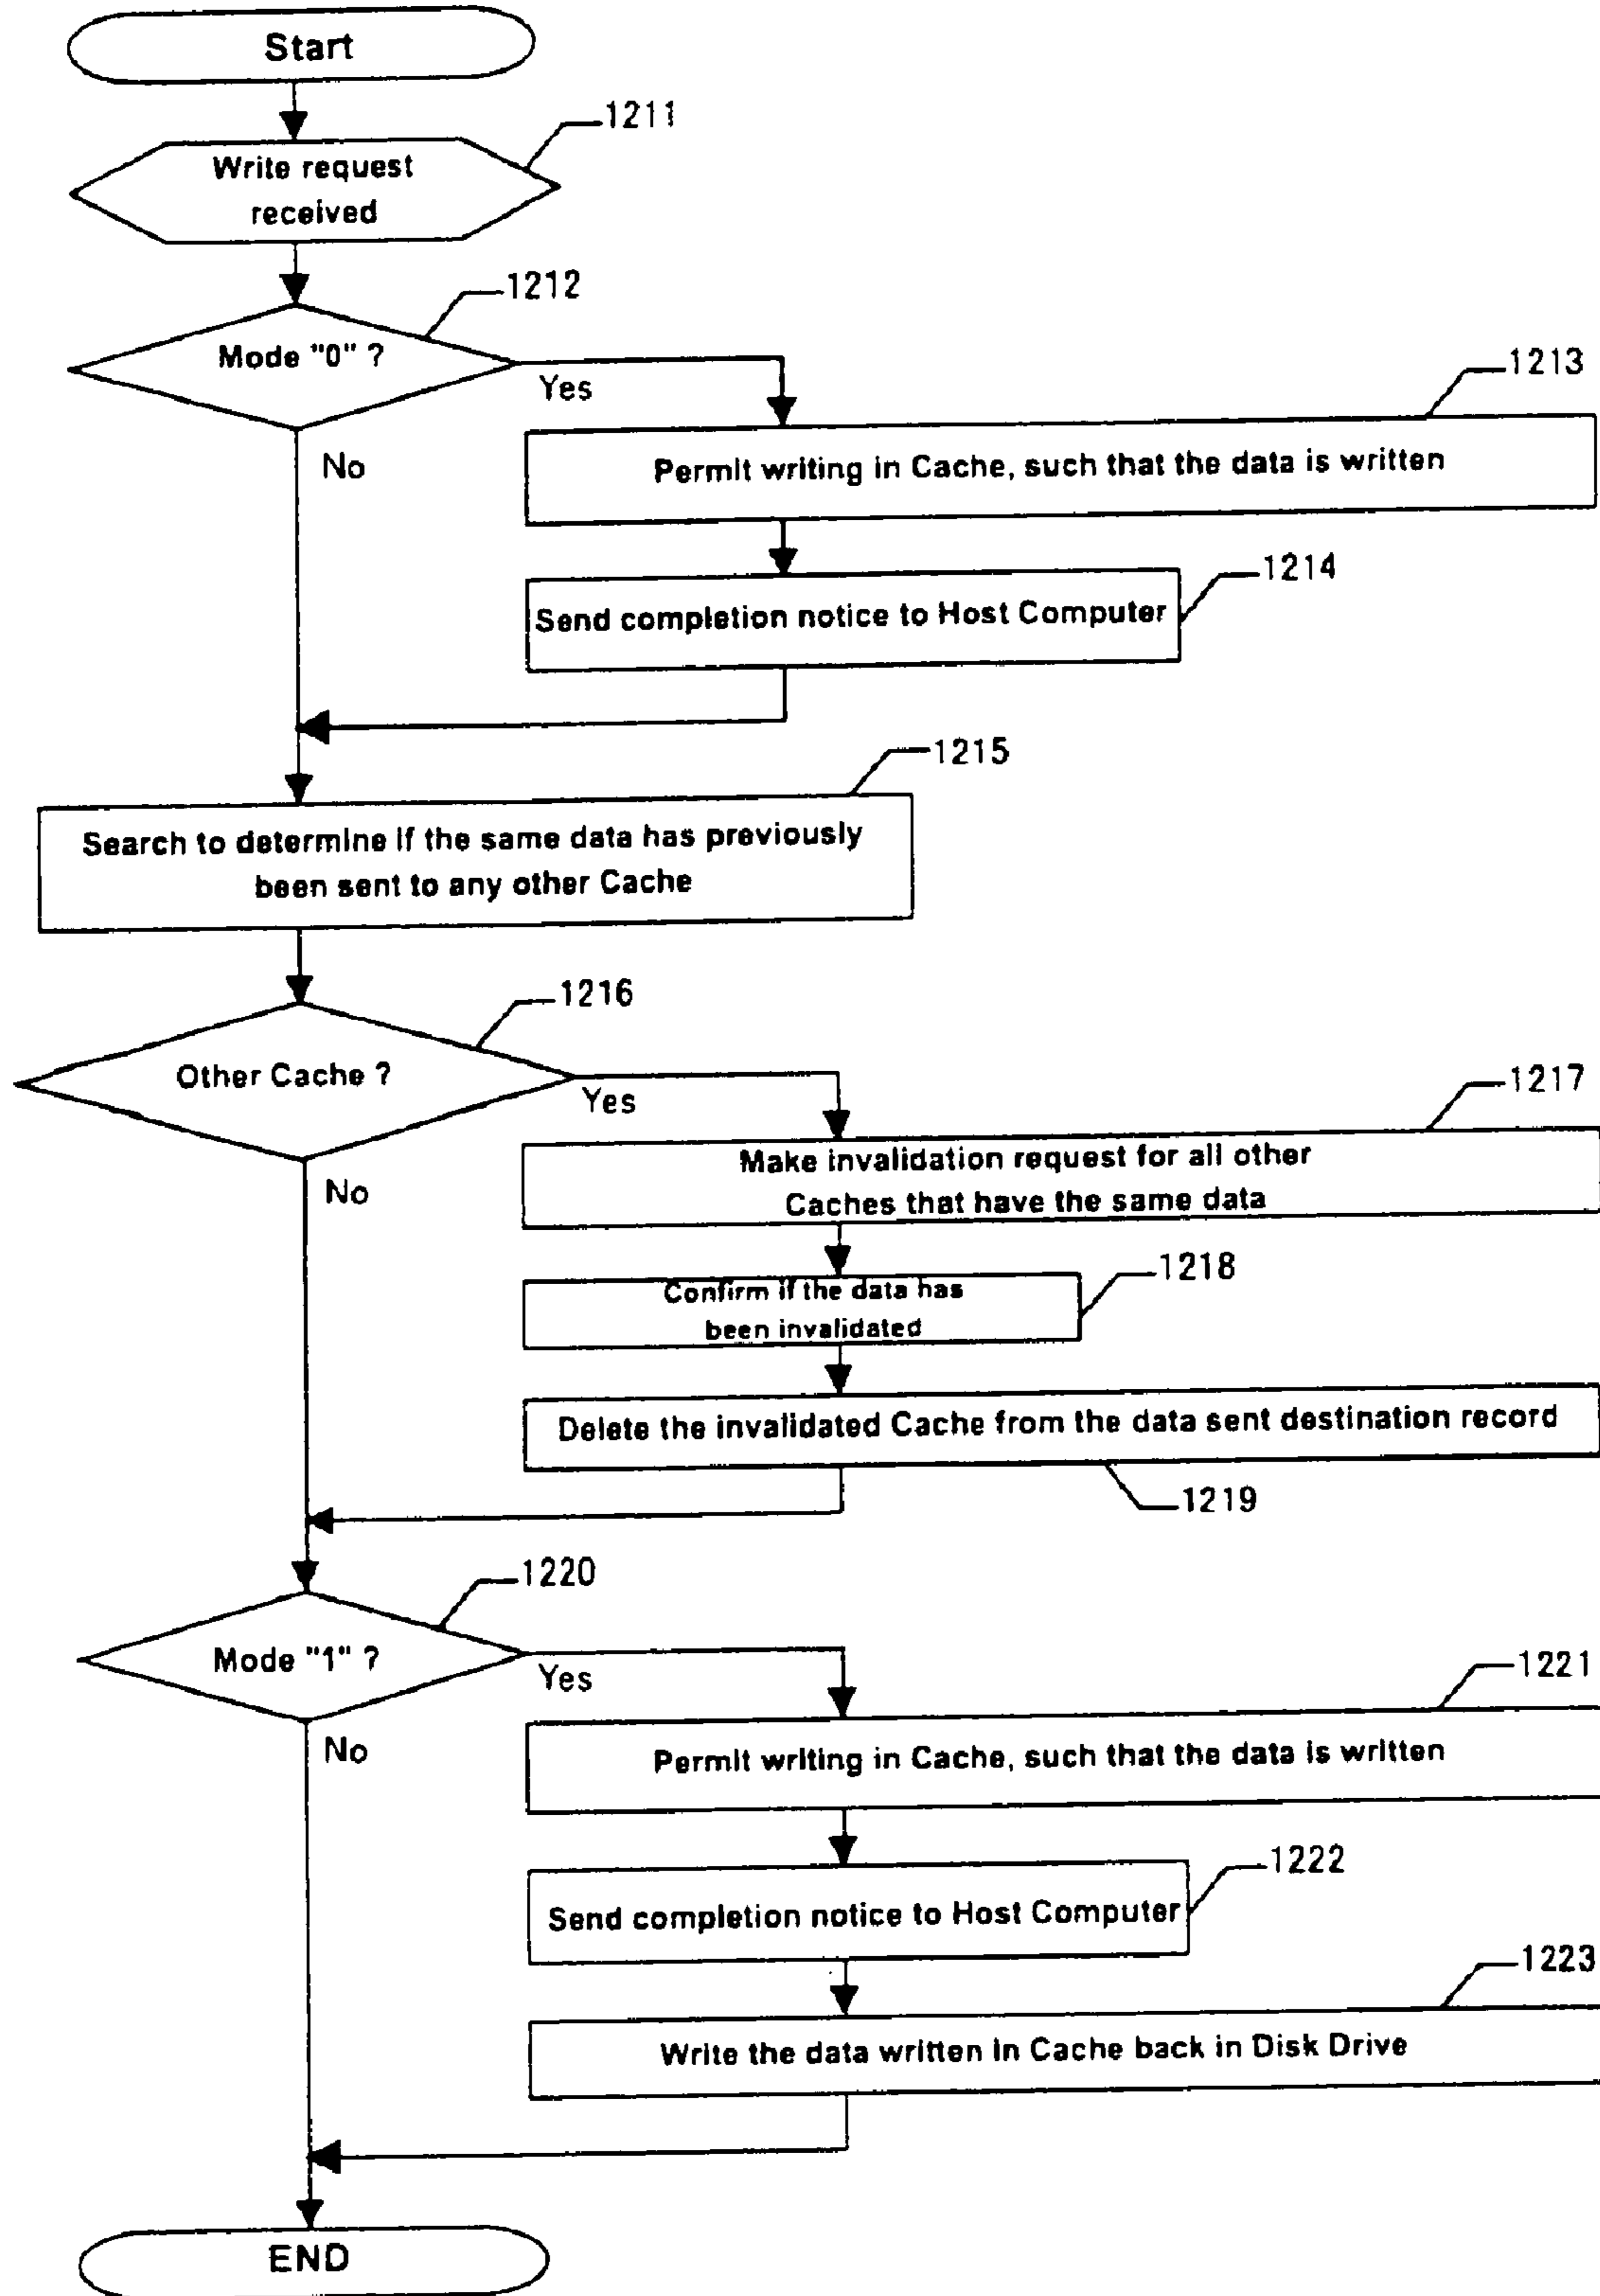 Start
1211
Write request
received
1212
Mode "0" ?
Yes
No
1213
Permit writing in Cache, such that the data is written
1214
Send completion notice to Host Computer
1215
Search to determine if the same data has previously
been sent to any other Cache
1216
Other Cache ?
Yes
No
1217
Make invalidation request for all other
Caches that have the same data
1218
Confirm if the data has
been invalidated
Delete the invalidated Cache from the data sent destination record
1219
1220
Mode "1" ?
Yes
No
1221
Permit writing in Cache, such that the data is written
1222
Send completion notice to Host Computer
1223
Write the data written in Cache back in Disk Drive
END